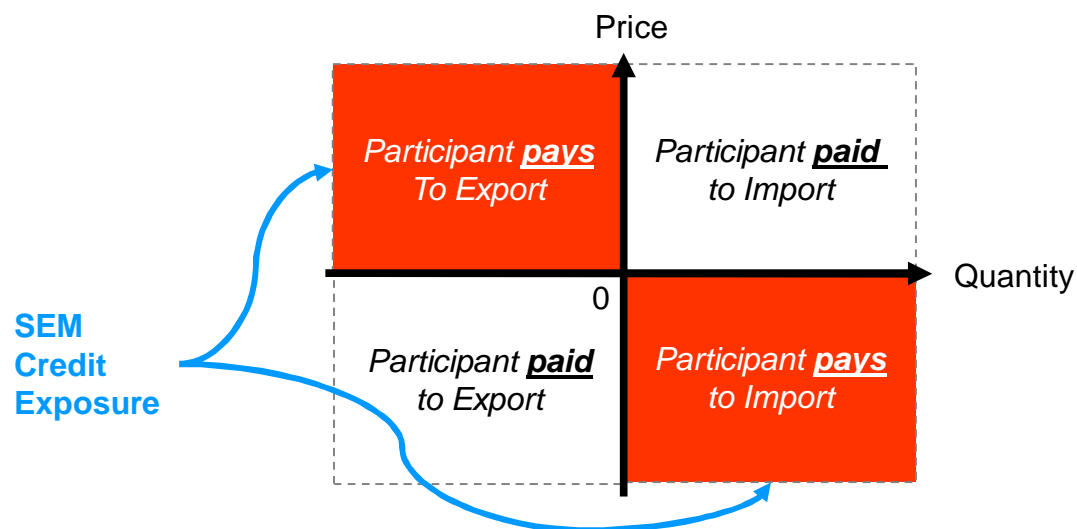 Price
Participant pays
To Export
Participant paid
to Import
Quantity
0
SEM
Credit
Exposure
Participant paid
to Export
Participant pays
to Import